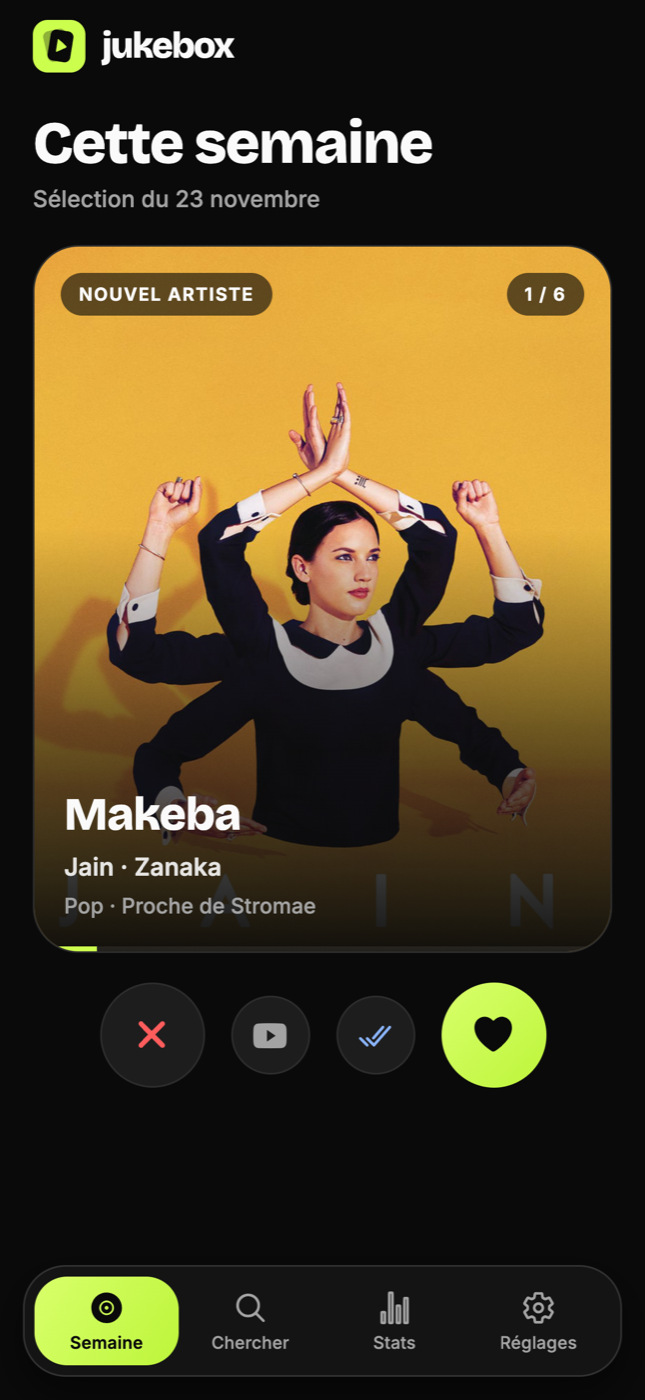 jukebox
Cette semaine
Sélection du 23 novembre
NOUVEL ARTISTE
1 / 6
Makeba
Jain · Zanaka
Pop · Proche de Stromae
J A I N
Semaine
Chercher
Stats
Réglages